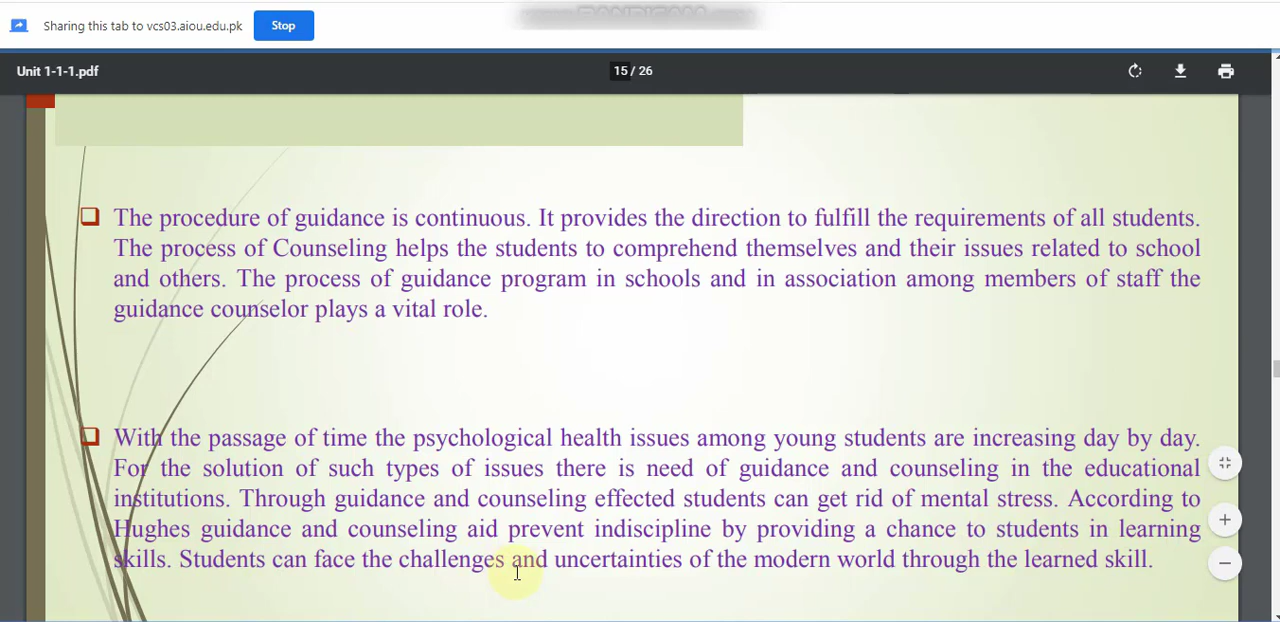 Sharing this tab to vcs03.aiou.edu.pk
Stop
Unit 1-1-1.pdf
15 / 26
The procedure of guidance is continuous. It provides the direction to fulfill the requirements of all students.
The process of Counseling helps the students to comprehend themselves and their issues related to school
and others. The process of guidance program in schools and in association among members of staff the
guidance counselor plays a vital role.
With the passage of time the psychological health issues among young students are increasing day by day.
For the solution of such types of issues there is need of guidance and counseling in the educational
institutions. Through guidance and counseling effected students can get rid of mental stress. According to
Hughes guidance and counseling aid prevent indiscipline by providing a chance to students in learning
skills. Students can face the challenges and uncertainties of the modern world through the learned skill.